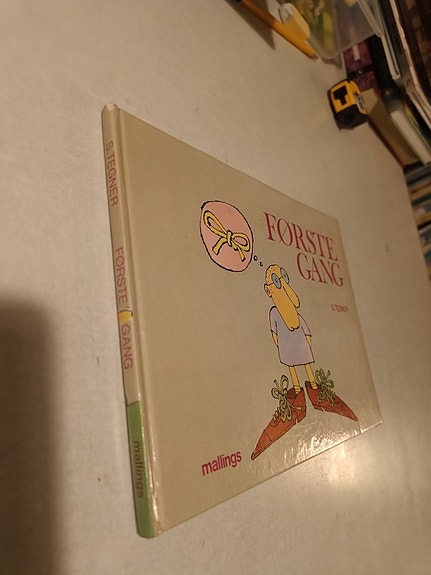 S.TEGNER
FØRSTE GANG
mallings
FØRSTE
GANG
S.TEGNER
mallings